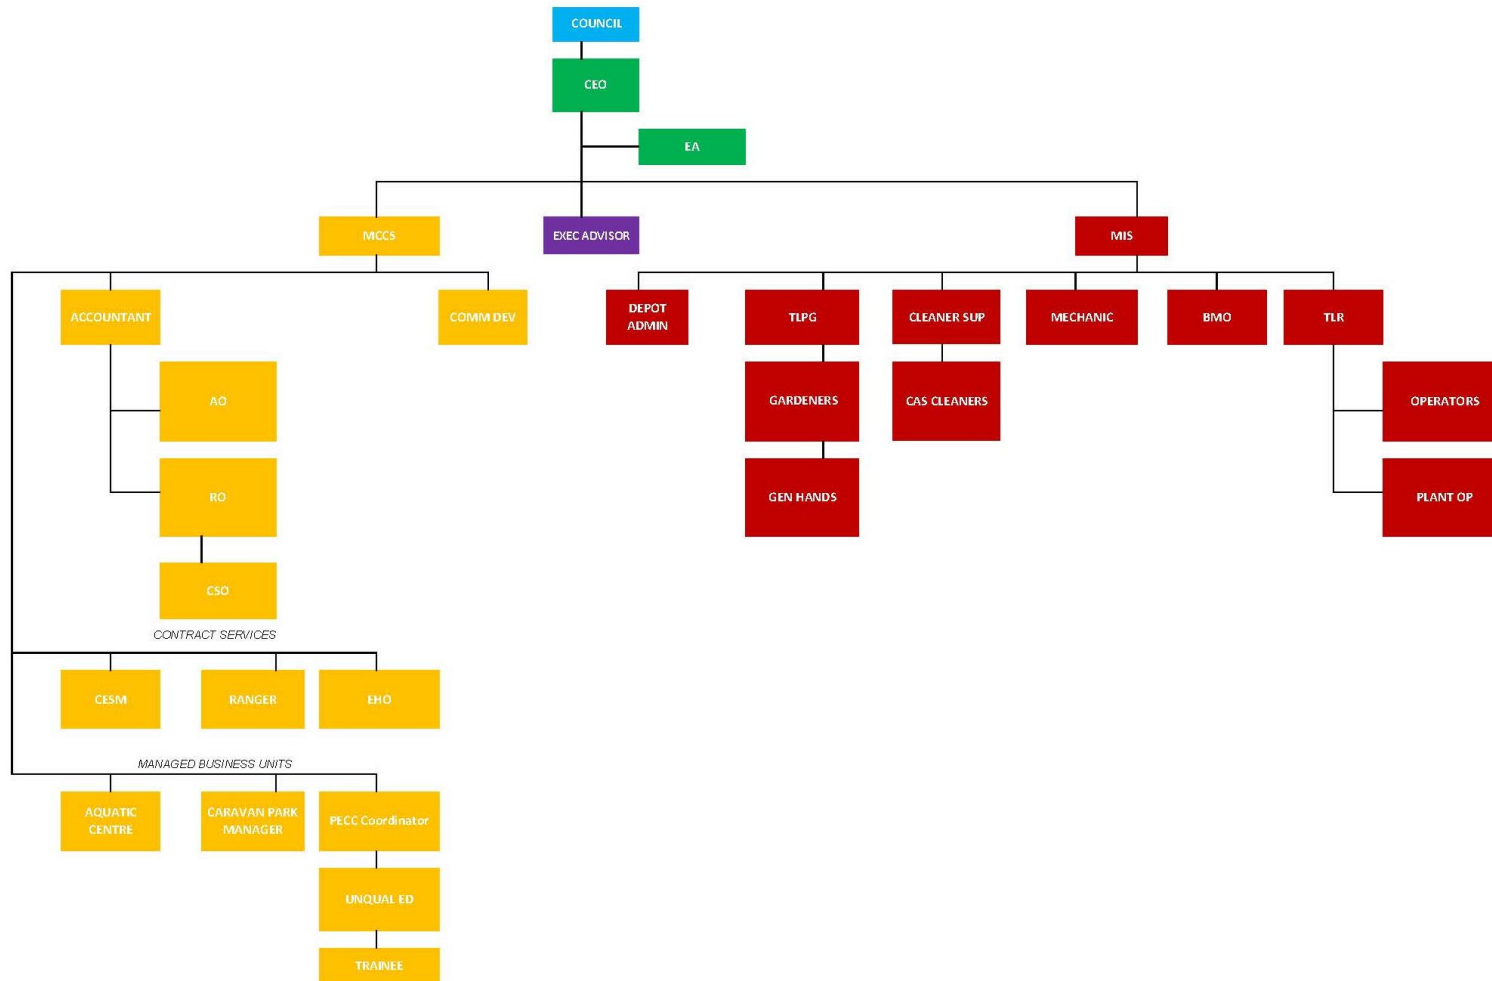 COUNCIL
CEO
EA
MCCS
EXEC ADVISOR
MIS
ACCOUNTANT
COMM DEV
DEPOT
ADMIN
TLPG
CLEANER SUP
MECHANIC
BMO
TLR
AO
GARDENERS
CAS CLEANERS
OPERATORS
RO
GEN HANDS
PLANT OP
CSO
CONTRACT SERVICES
CESM
RANGER
EHO
MANAGED BUSINESS UNITS
AQUATIC
CENTRE
CARAVAN PARK
MANAGER
PECC Coordinator
UNQUAL ED
TRAINEE